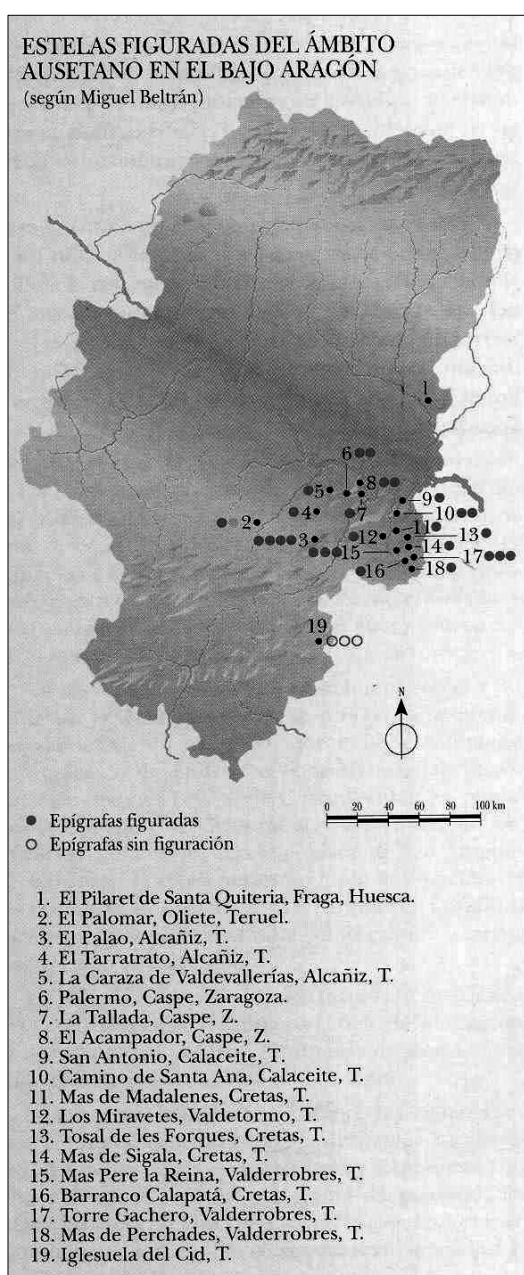 ESTELAS FIGURADAS DEL ÁMBITO
AUSETANO EN EL BAJO ARAGÓN
(según Miguel Beltrán)
1
6
8
5
9
4
7
10
2
11
12
13
3
14
15
17
16
18
19
N
0 20 40 60 80 100 km
Epígrafas figuradas
Epígrafas sin figuración
1. El Pilaret de Santa Quiteria, Fraga, Huesca.
2. El Palomar, Oliete, Teruel.
3. El Palao, Alcañiz, T.
4. El Tarratrato, Alcañiz, T.
5. La Caraza de Valdevallerías, Alcañiz, T.
6. Palermo, Caspe, Zaragoza.
7. La Tallada, Caspe, Z.
8. El Acampador, Caspe, Z.
9. San Antonio, Calaceite, T.
10. Camino de Santa Ana, Calaceite, T.
11. Mas de Madalenes, Cretas, T.
12. Los Miravetes, Valdetormo, T.
13. Tosal de les Forques, Cretas, T.
14. Mas de Sigala, Cretas, T.
15. Mas Pere la Reina, Valderrobres, T.
16. Barranco Calapatá, Cretas, T.
17. Torre Gachero, Valderrobres, T.
18. Mas de Perchades, Valderrobres, T.
19. Iglesuela del Cid, T.